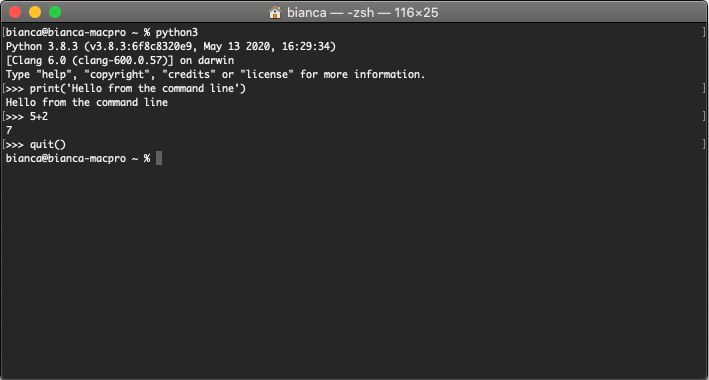 bianca — -zsh — 116×25
[bianca@bianca-macpro ~ % python3 ]
Python 3.8.3 (v3.8.3:6f8c8320e9, May 13 2020, 16:29:34)
[Clang 6.0 (clang-600.0.57)] on darwin
Type "help", "copyright", "credits" or "license" for more information.
[>>> print('Hello from the command line') ]
Hello from the command line
[>>> 5+2 ]
7
[>>> quit() ]
bianca@bianca-macpro ~ %